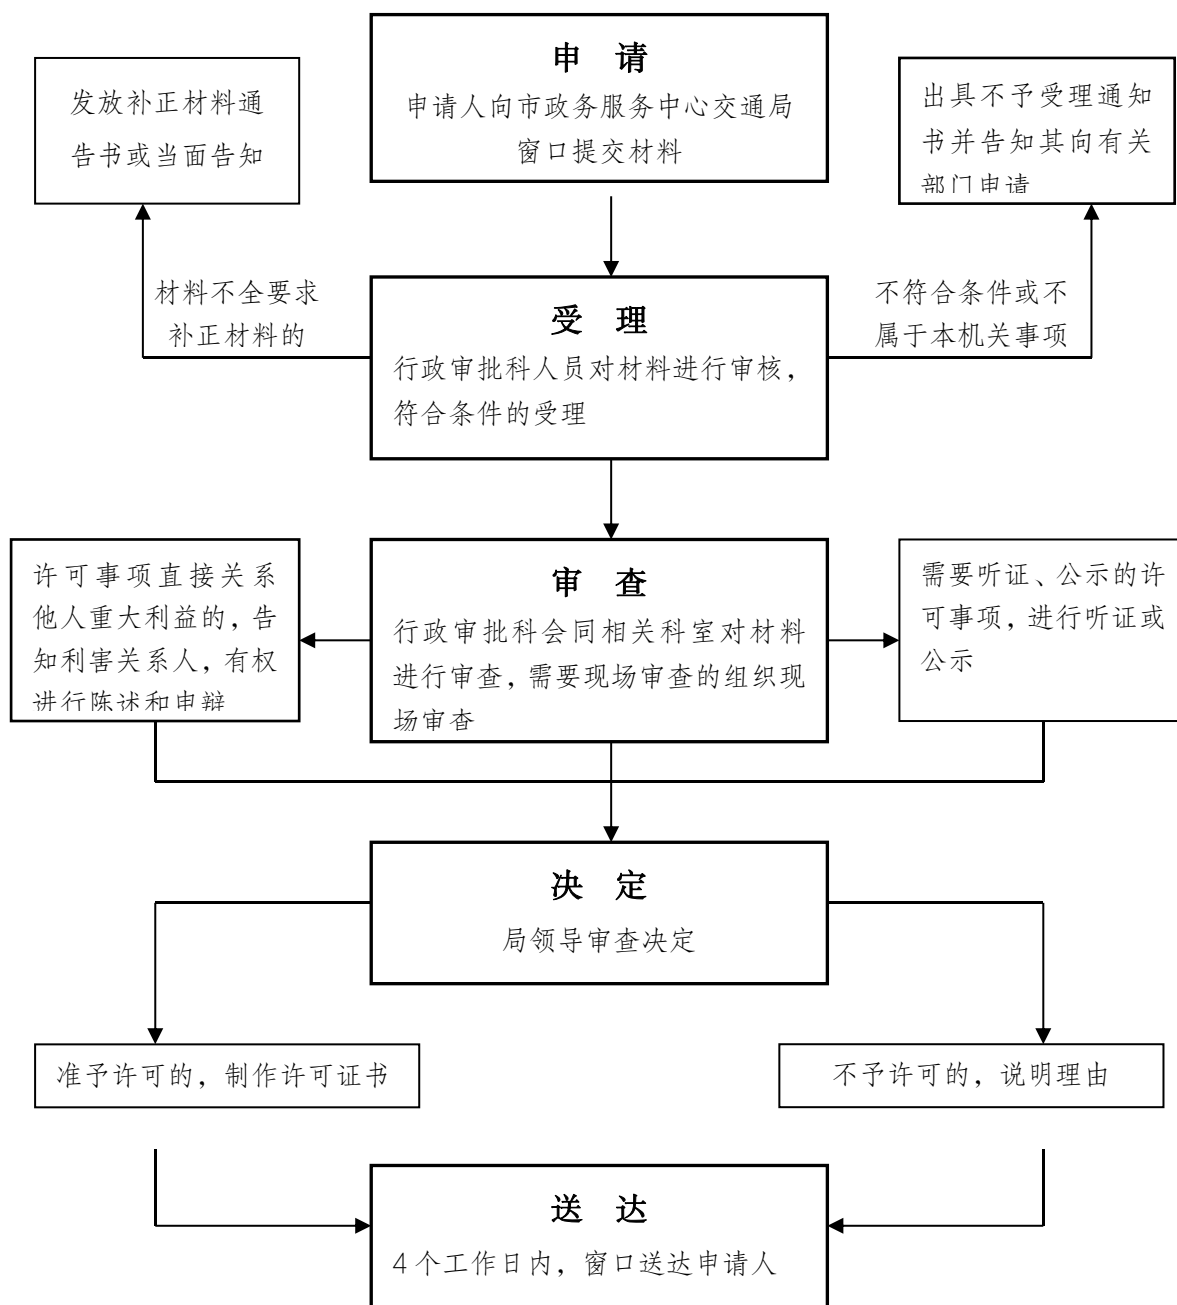 申 请
申请人向市政务服务中心交通局
窗口提交材料
发放补正材料通
告书或当面告知
出具不予受理通知
书并告知其向有关
部门申请
材料不全要求
补正材料的
不符合条件或不
属于本机关事项
受 理
行政审批科人员对材料进行审核，
符合条件的受理
许可事项直接关系
他人重大利益的，告
知利害关系人，有权
进行陈述和申辩
审 查
行政审批科会同相关科室对材料
进行审查，需要现场审查的组织现
场审查
需要听证、公示的许
可事项，进行听证或
公示
决 定
局领导审查决定
准予许可的，制作许可证书
不予许可的，说明理由
送 达
4个工作日内，窗口送达申请人